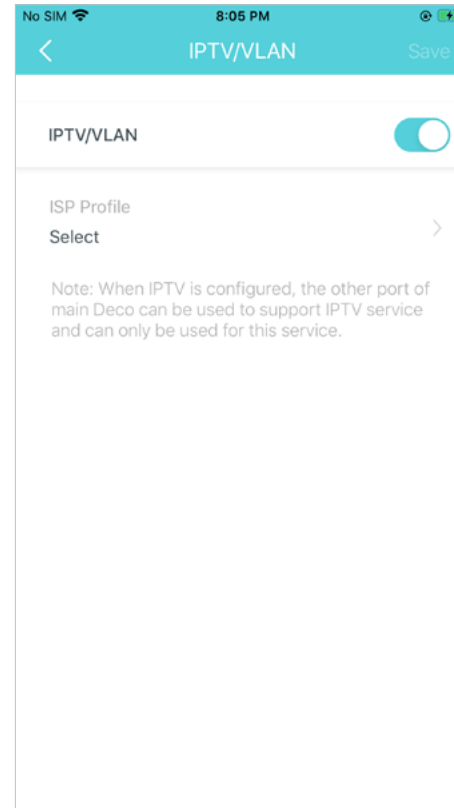 No SIM 8:05 PM
IPTV/VLAN Save
IPTV/VLAN
ISP Profile
Select
Note: When IPTV is configured, the other port of
main Deco can be used to support IPTV service
and can only be used for this service.